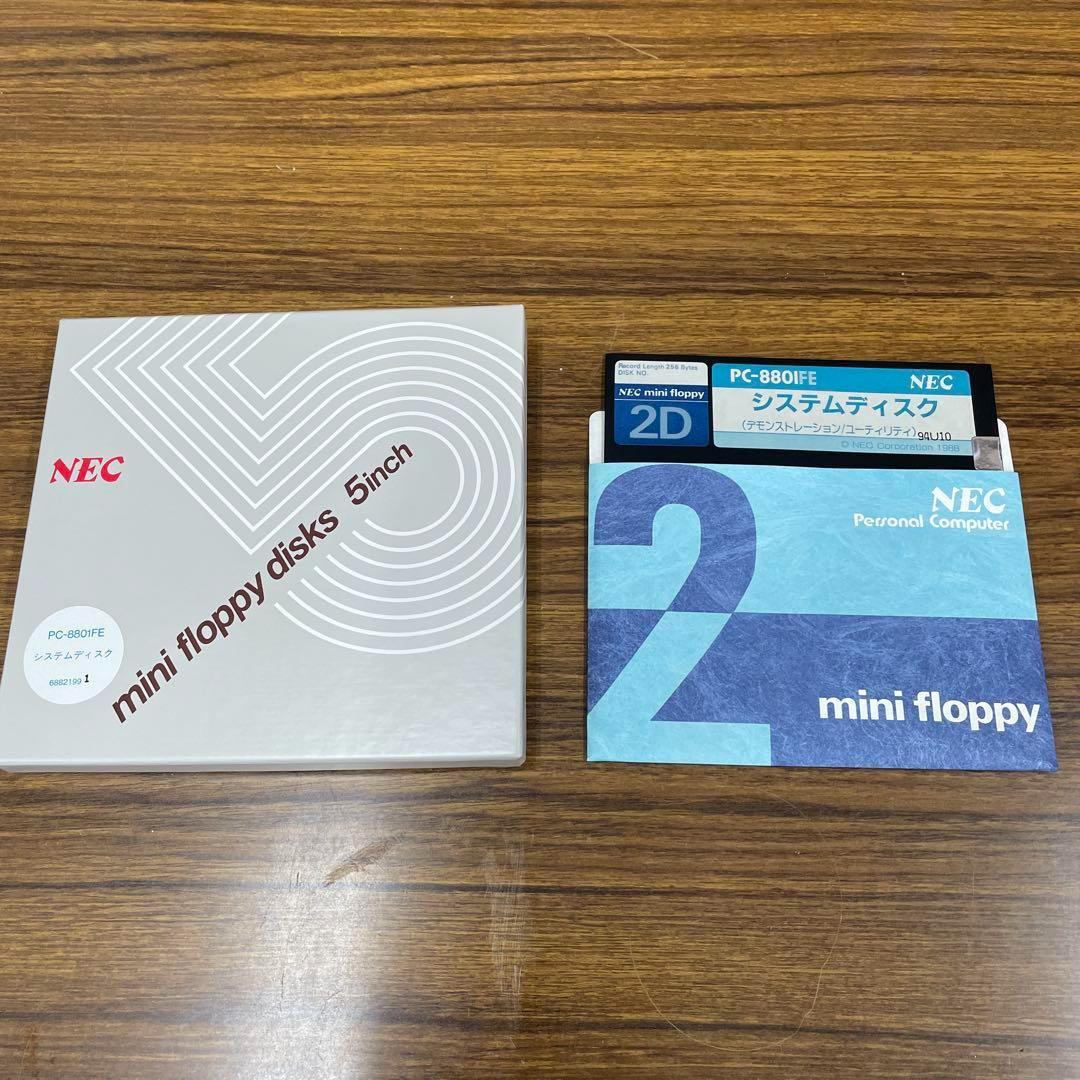 NEC
mini floppy disks 5inch
PC-8801FE
システムディスク
6882199 1
Record Length 256 Bytes
DISK NO.
NEC mini floppy
2D
PC-8801FE NEC
システムディスク
(デモンストレーション/ユーティリティ) 94U10
© NEC Corporation 1988
2
NEC
Personal Computer
mini floppy